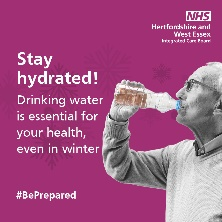 NHS
Hertfordshire and
West Essex
Integrated Care Board
Stay
hydrated!
Drinking water
is essential for
your health,
even in winter
#BePrepared